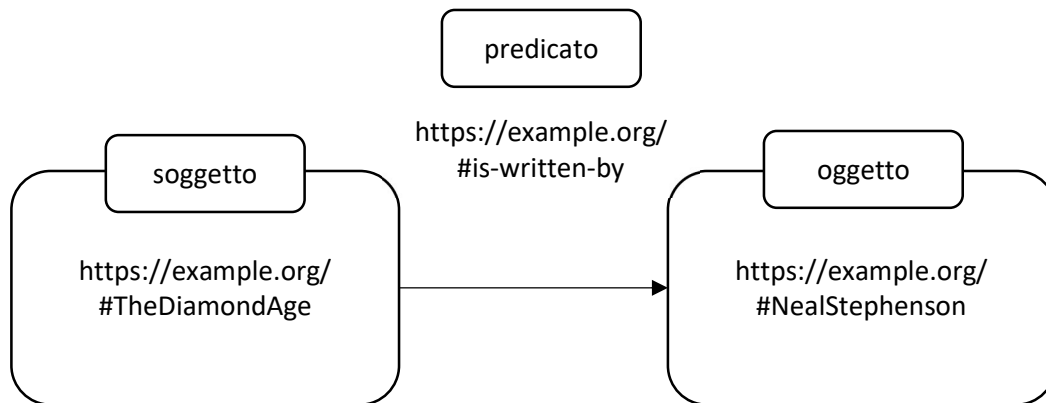 predicato
https://example.org/
#is-written-by
soggetto
https://example.org/
#TheDiamondAge
oggetto
https://example.org/
#NealStephenson